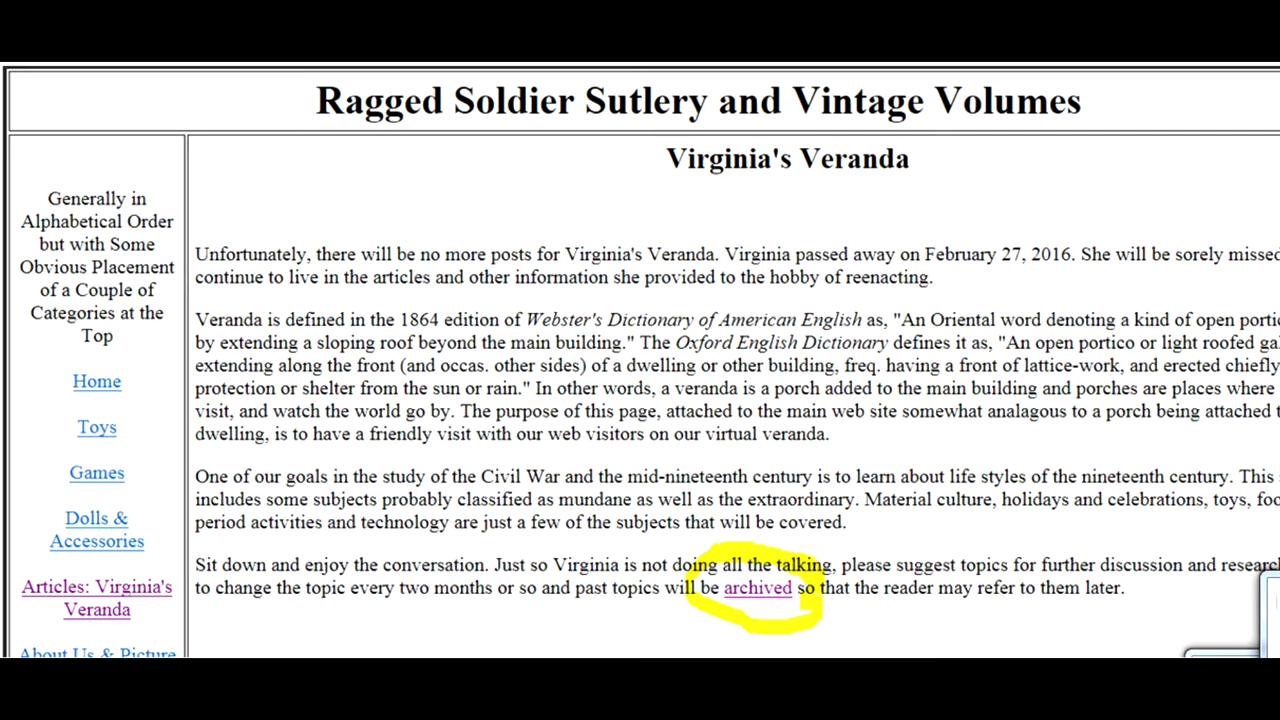 Ragged Soldier Sutlery and Vintage Volumes
Generally in
Alphabetical Order
but with Some
Obvious Placement
of a Couple of
Categories at the
Top
Home
Toys
Games
Dolls &
Accessories
Articles: Virginia's
Veranda
About Us & Picture
Virginia's Veranda
Unfortunately, there will be no more posts for Virginia's Veranda. Virginia passed away on February 27, 2016. She will be sorely missed
continue to live in the articles and other information she provided to the hobby of reenacting.
Veranda is defined in the 1864 edition of Webster's Dictionary of American English as, "An Oriental word denoting a kind of open
by extending a sloping roof beyond the main building." The Oxford English Dictionary defines it as, "An open portico or light roofed
extending along the front (and occas. other sides) of a dwelling or other building, freq. having a front of lattice-work, and erected chiefly
protection or shelter from the sun or rain." In other words, a veranda is a porch added to the main building and porches are places where
visit, and watch the world go by. The purpose of this page, attached to the main web site somewhat analagous to a porch being attached
dwelling, is to have a friendly visit with our web visitors on our virtual veranda.
One of our goals in the study of the Civil War and the mid-nineteenth century is to learn about life styles of the nineteenth century. This
includes some subjects probably classified as mundane as well as the extraordinary. Material culture, holidays and celebrations, toys,
period activities and technology are just a few of the subjects that will be covered.
Sit down and enjoy the conversation. Just so Virginia is not doing all the talking, please suggest topics for further discussion and
to change the topic every two months or so and past topics will be archived so that the reader may refer to them later.